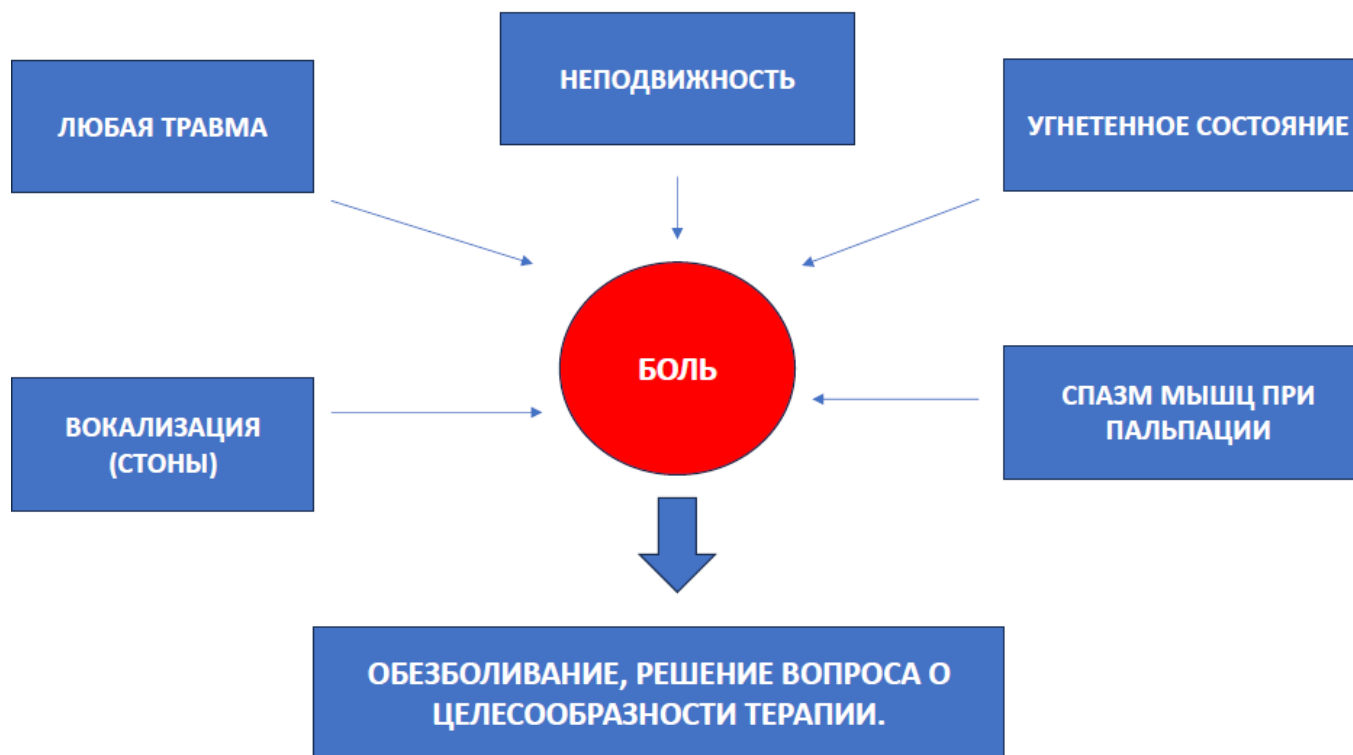 НЕПОДВИЖНОСТЬ
ЛЮБАЯ ТРАВМА
УГНЕТЕННОЕ СОСТОЯНИЕ
БОЛЬ
ВОКАЛИЗАЦИЯ
(СТОНЫ)
СПАЗМ МЫШЦ ПРИ
ПАЛЬПАЦИИ
ОБЕЗБОЛИВАНИЕ, РЕШЕНИЕ ВОПРОСА О
ЦЕЛЕСООБРАЗНОСТИ ТЕРАПИИ.